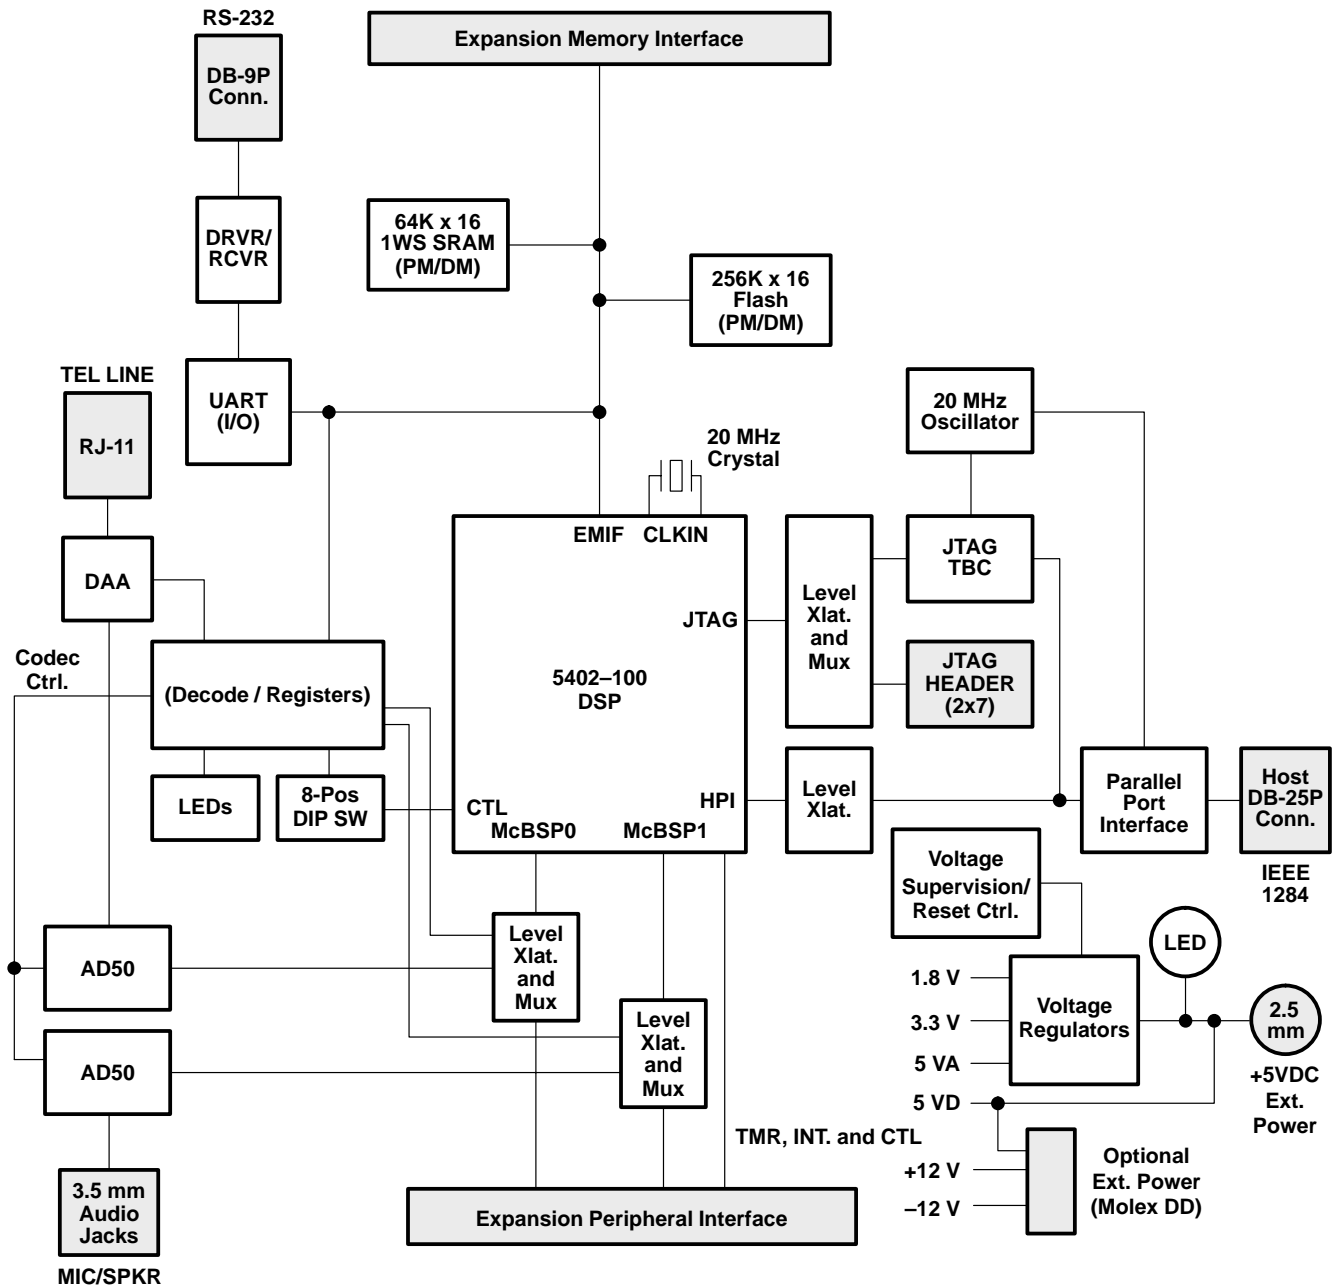 RS-232
DB-9P
Conn.
Expansion Memory Interface
DRVR/
RCVR
64K x 16
1WS SRAM
(PM/DM)
256K x 16
Flash
(PM/DM)
TEL LINE
RJ-11
UART
(I/O)
20 MHz
Crystal
20 MHz
Oscillator
DAA
EMIF
CLKIN
JTAG
5402–100
DSP
CTL
HPI
McBSP0
McBSP1
Level
Xlat.
and
Mux
JTAG
TBC
JTAG
HEADER
(2x7)
Codec
Ctrl.
(Decode / Registers)
LEDs
8-Pos
DIP SW
Level
Xlat.
Parallel
Port
Interface
Host
DB-25P
Conn.
IEEE
1284
Voltage
Supervision/
Reset Ctrl.
LED
AD50
Level
Xlat.
and
Mux
AD50
Level
Xlat.
and
Mux
1.8 V
3.3 V
5 VA
5 VD
Voltage
Regulators
2.5
mm
+5VDC
Ext.
Power
TMR, INT. and CTL
+12 V
–12 V
Optional
Ext. Power
(Molex DD)
3.5 mm
Audio
Jacks
MIC/SPKR
Expansion Peripheral Interface